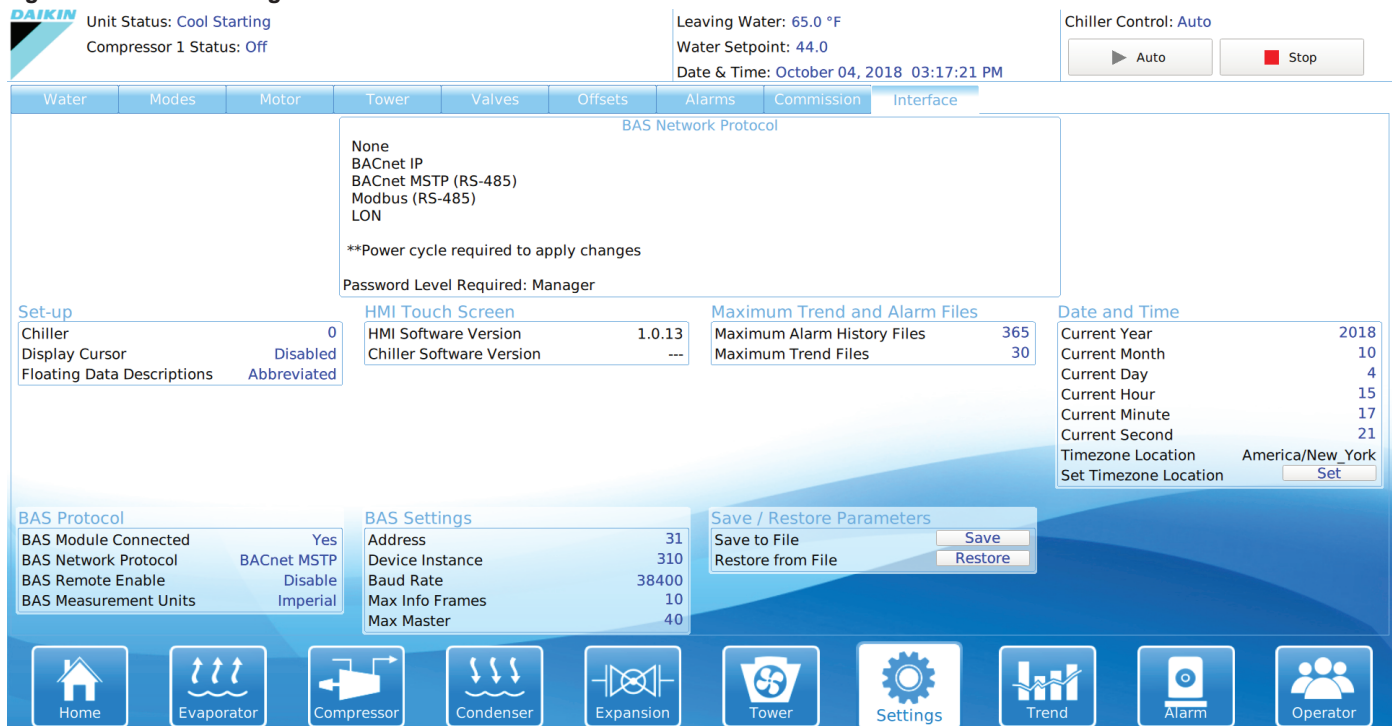 DAIKIN
Unit Status: Cool Starting
Compressor 1 Status: Off
Leaving Water: 65.0 °F
Water Setpoint: 44.0
Date & Time: October 04, 2018 03:17:21 PM
Chiller Control: Auto
Auto
Stop
Water Modes Motor Tower Valves Offsets Alarms Commission Interface
BAS Network Protocol
None
BACnet IP
BACnet MSTP (RS-485)
Modbus (RS-485)
LON
**Power cycle required to apply changes
Password Level Required: Manager
Set-up
Chiller 0
Display Cursor Disabled
Floating Data Descriptions Abbreviated
HMI Touch Screen
HMI Software Version 1.0.13
Chiller Software Version ---
Maximum Trend and Alarm Files
Maximum Alarm History Files 365
Maximum Trend Files 30
Date and Time
Current Year 2018
Current Month 10
Current Day 4
Current Hour 15
Current Minute 17
Current Second 21
Timezone Location America/New_York
Set Timezone Location Set
BAS Protocol
BAS Module Connected Yes
BAS Network Protocol BACnet MSTP
BAS Remote Enable Disable
BAS Measurement Units Imperial
BAS Settings
Address 31
Device Instance 310
Baud Rate 38400
Max Info Frames 10
Max Master 40
Save / Restore Parameters
Save to File Save
Restore from File Restore
Home Evaporator Compressor Condenser Expansion Tower Settings Trend Alarm Operator